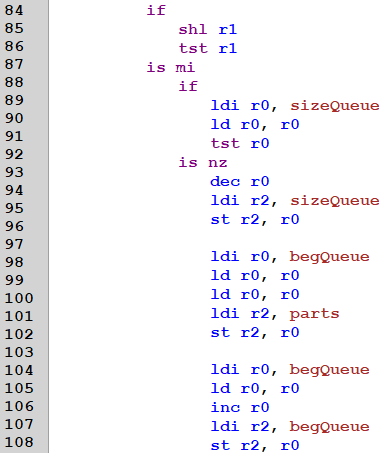 84 if
85 shl r1
86 tst r1
87 is mi
88 if
89 ldi r0, sizeQueue
90 ld r0, r0
91 tst r0
92 is nz
93 dec r0
94 ldi r2, sizeQueue
95 st r2, r0
96
97 ldi r0, begQueue
98 ld r0, r0
99 ld r0, r0
100 ldi r2, parts
101 st r2, r0
102
103 ldi r0, begQueue
104 ld r0, r0
105 inc r0
106 ldi r2, begQueue
107 st r2, r0
108